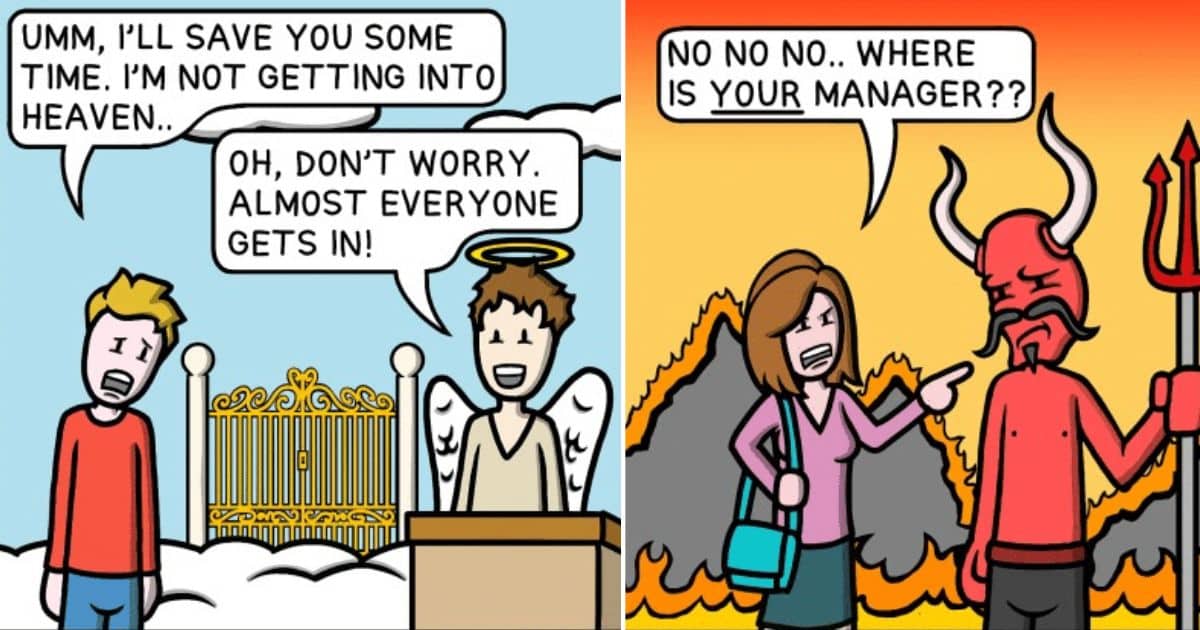 UMM, I'LL SAVE YOU SOME
TIME. I'M NOT GETTING INTO
HEAVEN..
OH, DON'T WORRY.
ALMOST EVERYONE
GETS IN!
NO NO NO.. WHERE
IS YOUR MANAGER??